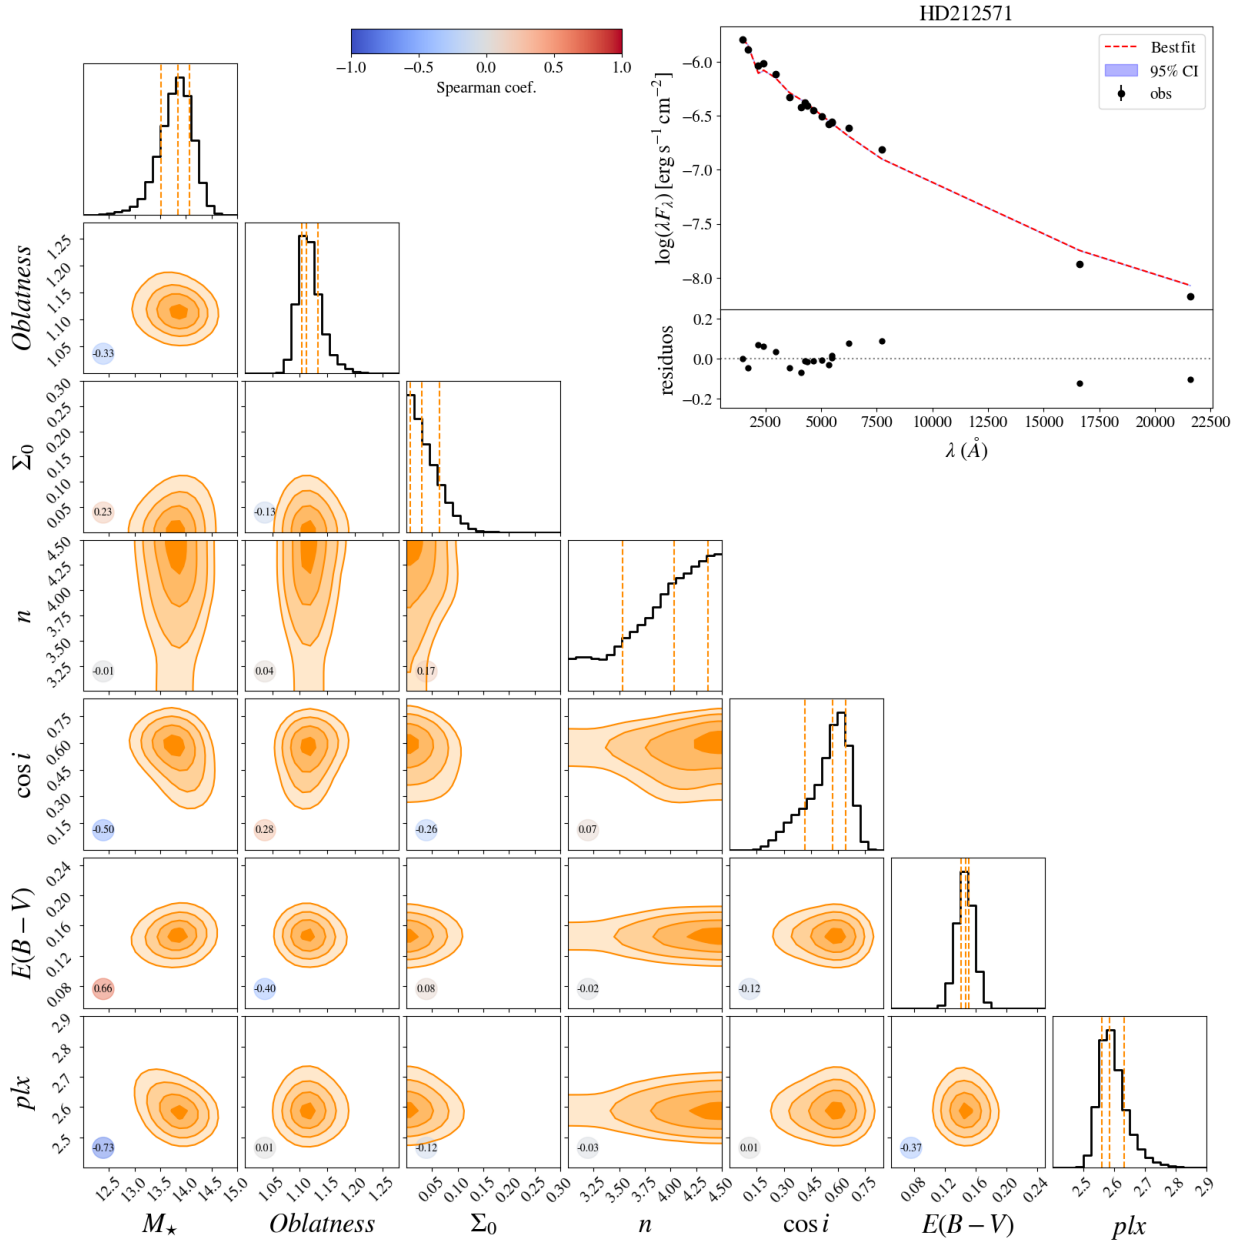 HD212571
−1.0 −0.5 0.0 0.5 1.0
Spearman coef.
Bestfit
95% CI
obs
log(λF_λ) [erg s⁻¹ cm⁻²]
−6.0
−6.5
−7.0
−7.5
−8.0
residuos
0.2
0.0
−0.2
2500 5000 7500 10000 12500 15000 17500 20000 22500
λ (Å)
Oblatness
1.25
1.20
1.15
1.10
1.05
-0.33
Σ₀
0.30
0.25
0.20
0.15
0.10
0.05
0.23 -0.13
n
4.50
4.25
4.00
3.75
3.50
3.25
-0.01 0.04 0.17
cos i
0.75
0.60
0.45
0.30
0.15
-0.50 0.28 -0.26 0.07
E(B − V)
0.24
0.20
0.16
0.12
0.08
0.66 -0.40 0.08 -0.02 -0.12
plx
2.9
2.8
2.7
2.6
2.5
-0.73 0.01 -0.12 -0.03 0.01 -0.37
12.5 13.0 13.5 14.0 14.5 15.0 1.05 1.10 1.15 1.20 1.25 0.05 0.10 0.15 0.20 0.25 0.30 3.25 3.50 3.75 4.00 4.25 4.50 0.15 0.30 0.45 0.60 0.75 0.08 0.12 0.16 0.20 0.24 2.5 2.6 2.7 2.8 2.9
M⋆ Oblatness Σ₀ n cos i E(B − V) plx